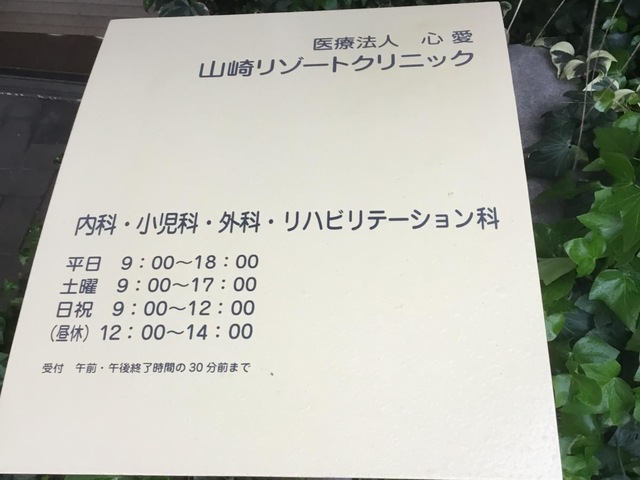 医療法人 心愛
山崎リゾートクリニック
内科・小児科・外科・リハビリテーション科
平日 9：00〜18：00
土曜 9：00〜17：00
日祝 9：00〜12：00
(昼休) 12：00〜14：00
受付 午前・午後終了時間の30分前まで